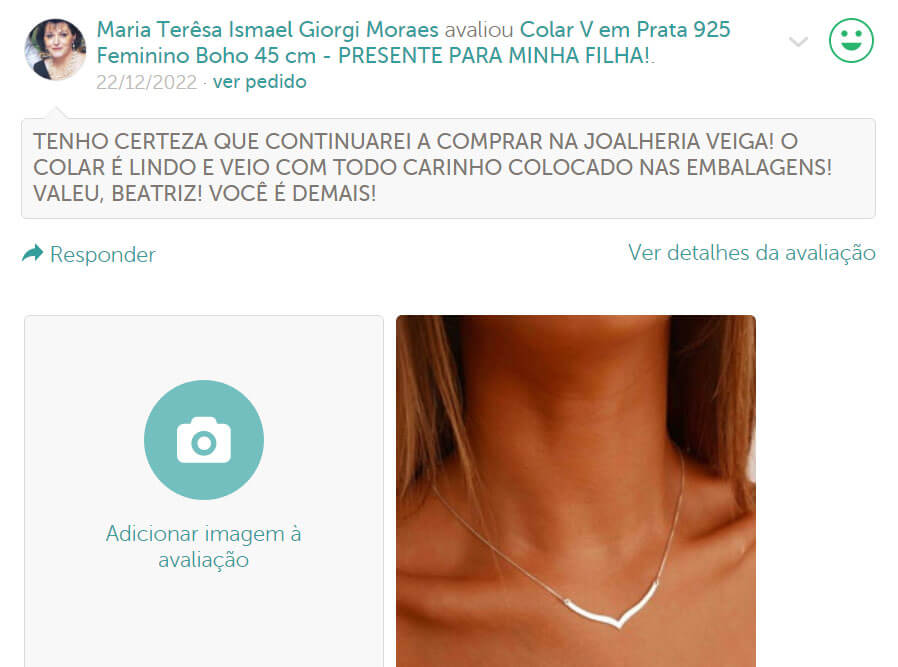 Maria Terêsa Ismael Giorgi Moraes avaliou Colar V em Prata 925
Feminino Boho 45 cm - PRESENTE PARA MINHA FILHA!.
22/12/2022 · ver pedido
TENHO CERTEZA QUE CONTINUAREI A COMPRAR NA JOALHERIA VEIGA! O
COLAR É LINDO E VEIO COM TODO CARINHO COLOCADO NAS EMBALAGENS!
VALEU, BEATRIZ! VOCÊ É DEMAIS!
Responder
Ver detalhes da avaliação
Adicionar imagem à
avaliação